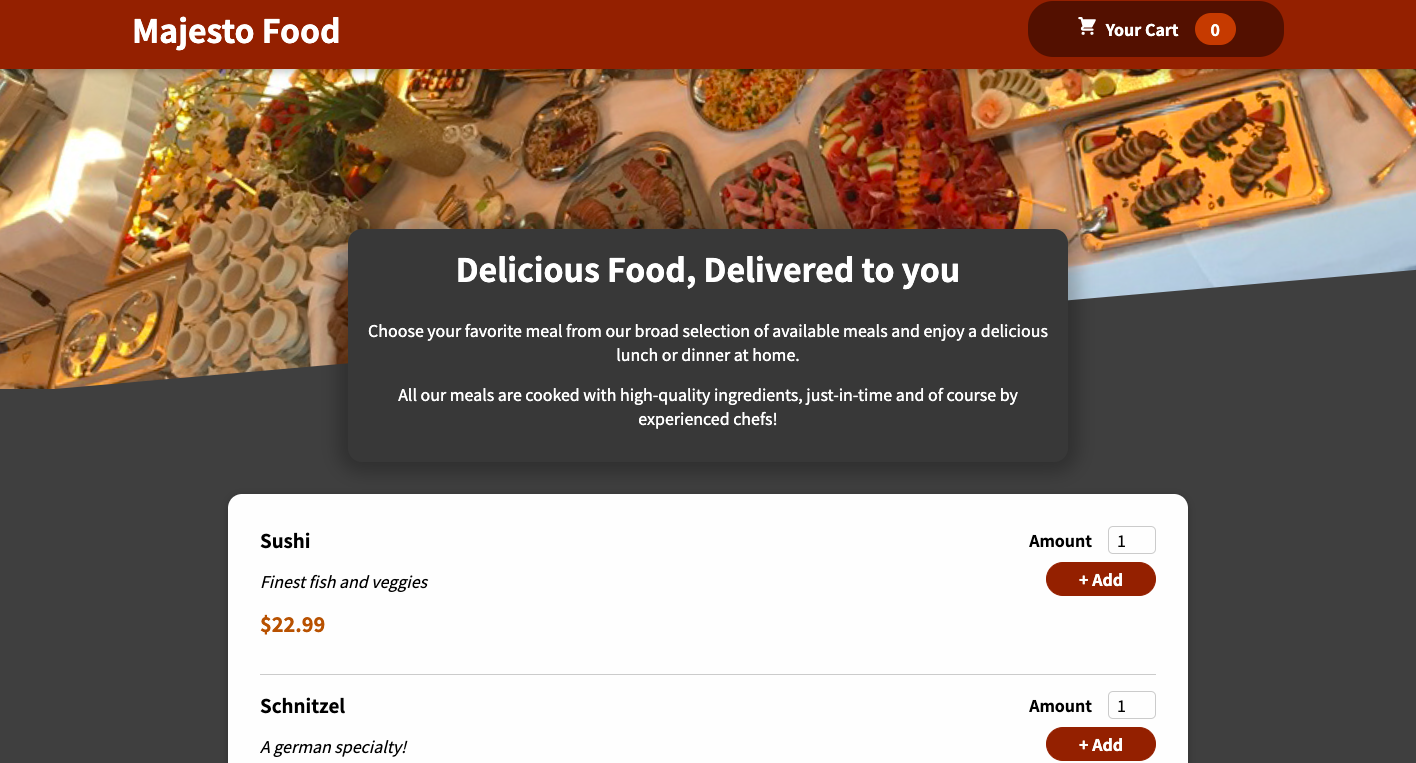 Majesto Food
Your Cart 0
Delicious Food, Delivered to you
Choose your favorite meal from our broad selection of available meals and enjoy a delicious
lunch or dinner at home.
All our meals are cooked with high-quality ingredients, just-in-time and of course by
experienced chefs!
Sushi
Amount 1
Finest fish and veggies
+ Add
$22.99
Schnitzel
Amount 1
A german specialty!
+ Add